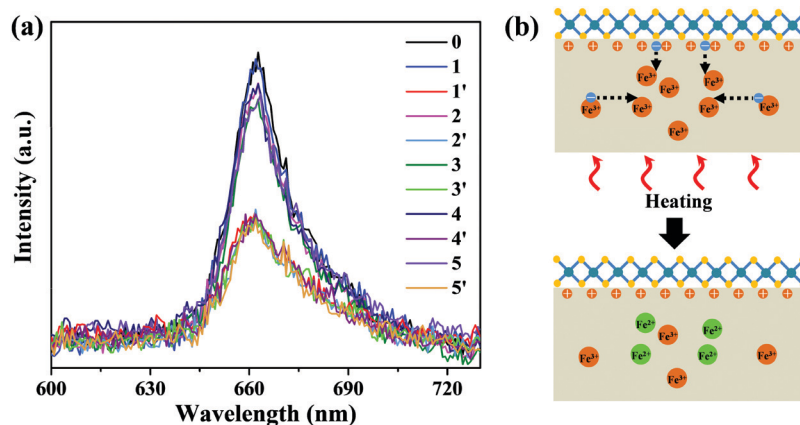 (a)
0
1
1'
2
2'
3
3'
4
4'
5
5'
Intensity (a.u.)
600
630
660
690
720
Wavelength (nm)
(b)
+ + + + + + − + − + + +
Fe³⁺ Fe³⁺
Fe³⁺
− −
Fe³⁺ Fe³⁺ Fe³⁺ Fe³⁺
Fe³⁺
Heating
+ + + + + + + + + +
Fe²⁺ Fe²⁺
Fe³⁺
Fe³⁺ Fe²⁺ Fe²⁺ Fe³⁺
Fe³⁺